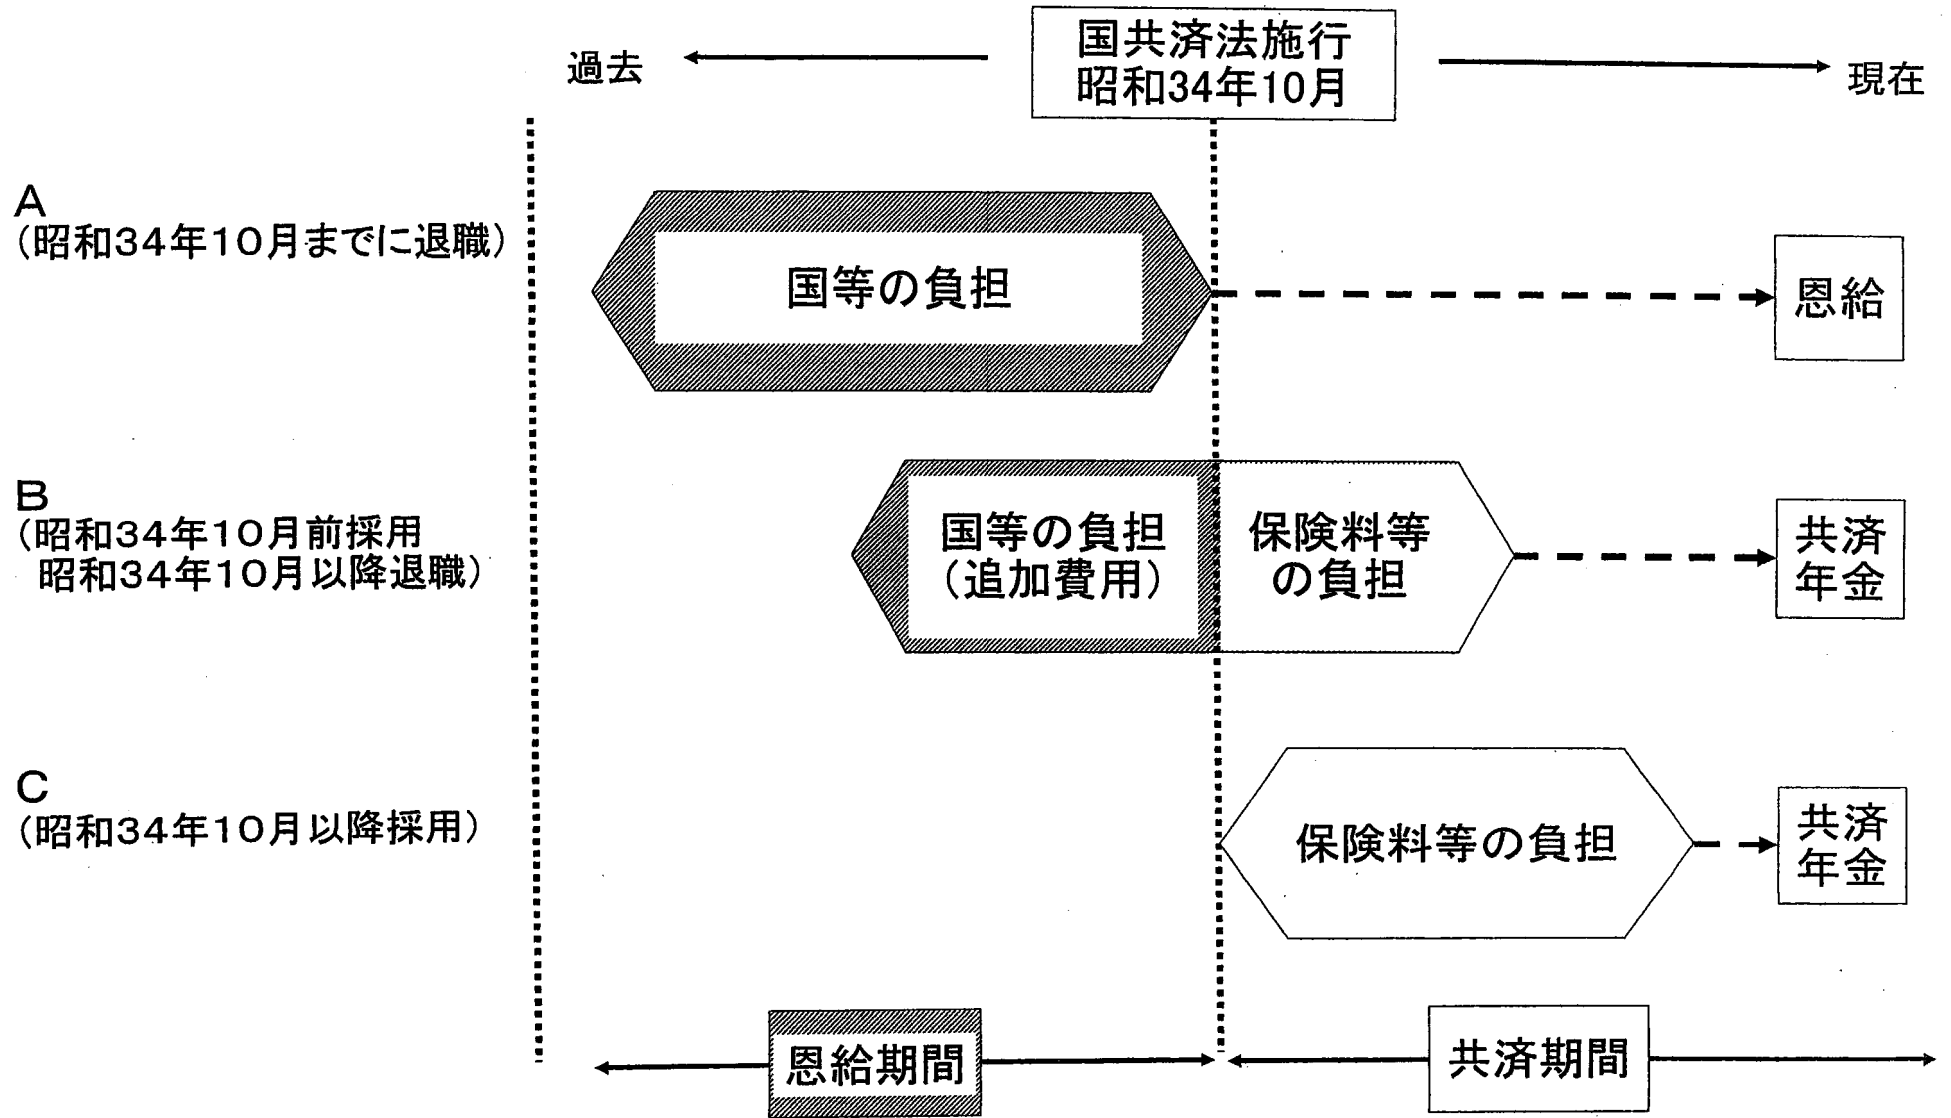 過去
国共済法施行
昭和34年10月
現在
A
（昭和34年10月までに退職）
国等の負担
恩給
B
（昭和34年10月前採用
昭和34年10月以降退職）
国等の負担
（追加費用）
保険料等
の負担
共済
年金
C
（昭和34年10月以降採用）
保険料等の負担
共済
年金
恩給期間
共済期間